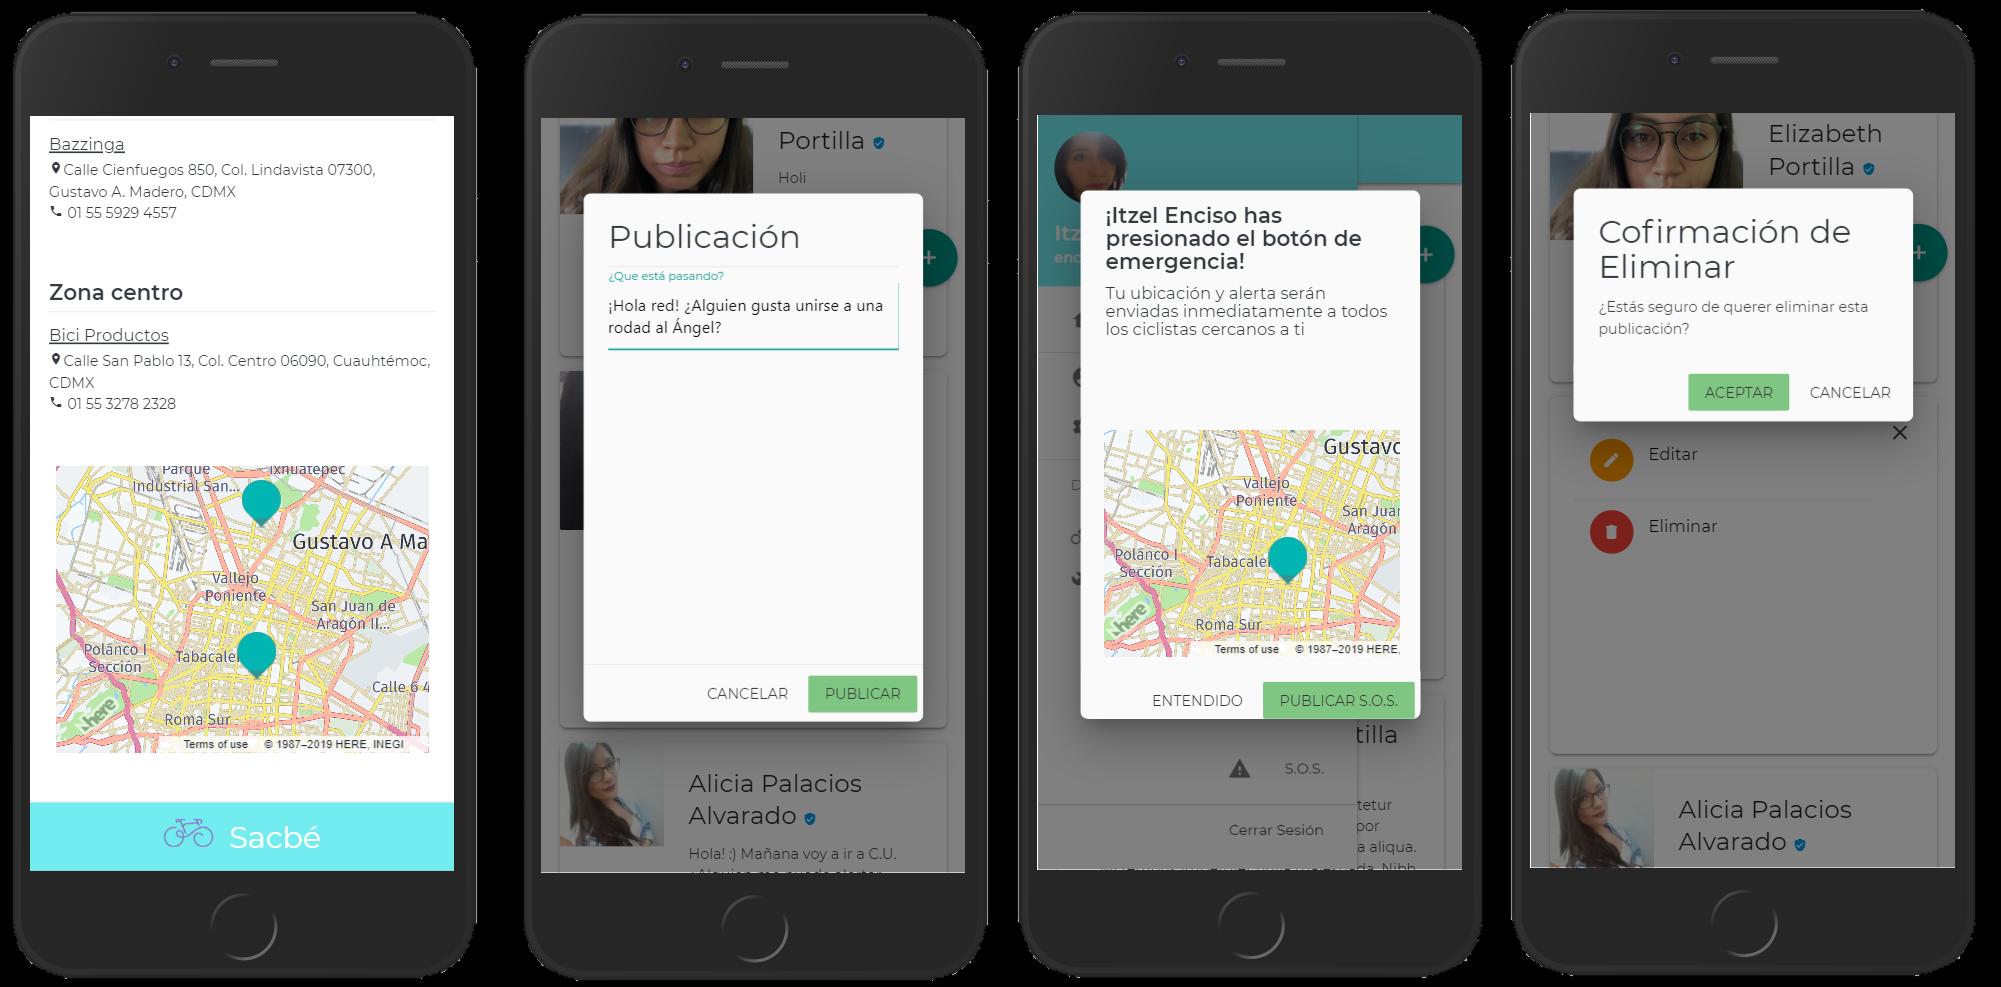 Bazzinga
Calle Cienfuegos 850, Col. Lindavista 07300,
Gustavo A. Madero, CDMX
01 55 5929 4557
Zona centro
Bici Productos
Calle San Pablo 13, Col. Centro 06090, Cuauhtémoc,
CDMX
01 55 3278 2328
Parque Ixhuatepec
Industrial San...
Gustavo A Ma
Vallejo
Poniente
San Juan de
Aragón II...
Polanco I
Sección
Tabacale
Calle 6 4
here
Roma Sur
Terms of use © 1987–2019 HERE, INEGI
Sacbé
Portilla
Holi
Publicación
¿Que está pasando?
¡Hola red! ¿Alguien gusta unirse a una
rodad al Ángel?
CANCELAR PUBLICAR
Alicia Palacios
Alvarado
Hola! :) Mañana voy a ir a C.U.
Itz
enc
¡Itzel Enciso has
presionado el botón de
emergencia!
Tu ubicación y alerta serán
enviadas inmediatamente a todos
los ciclistas cercanos a ti
D
Gustavo
Vallejo
Poniente
San Juan
Aragón
Polanco I
Sección
Tabacale
here
Roma Sur
Terms of use © 1987–2019 HERE,
ENTENDIDO PUBLICAR S.O.S.
tilla
S.O.S.
tetur
Cerrar Sesión
por
a aliqua.
da. Nibh
Elizabeth
Portilla
Cofirmación de
Eliminar
¿Estás seguro de querer eliminar esta
publicación?
ACEPTAR CANCELAR
Editar
Eliminar
Alicia Palacios
Alvarado